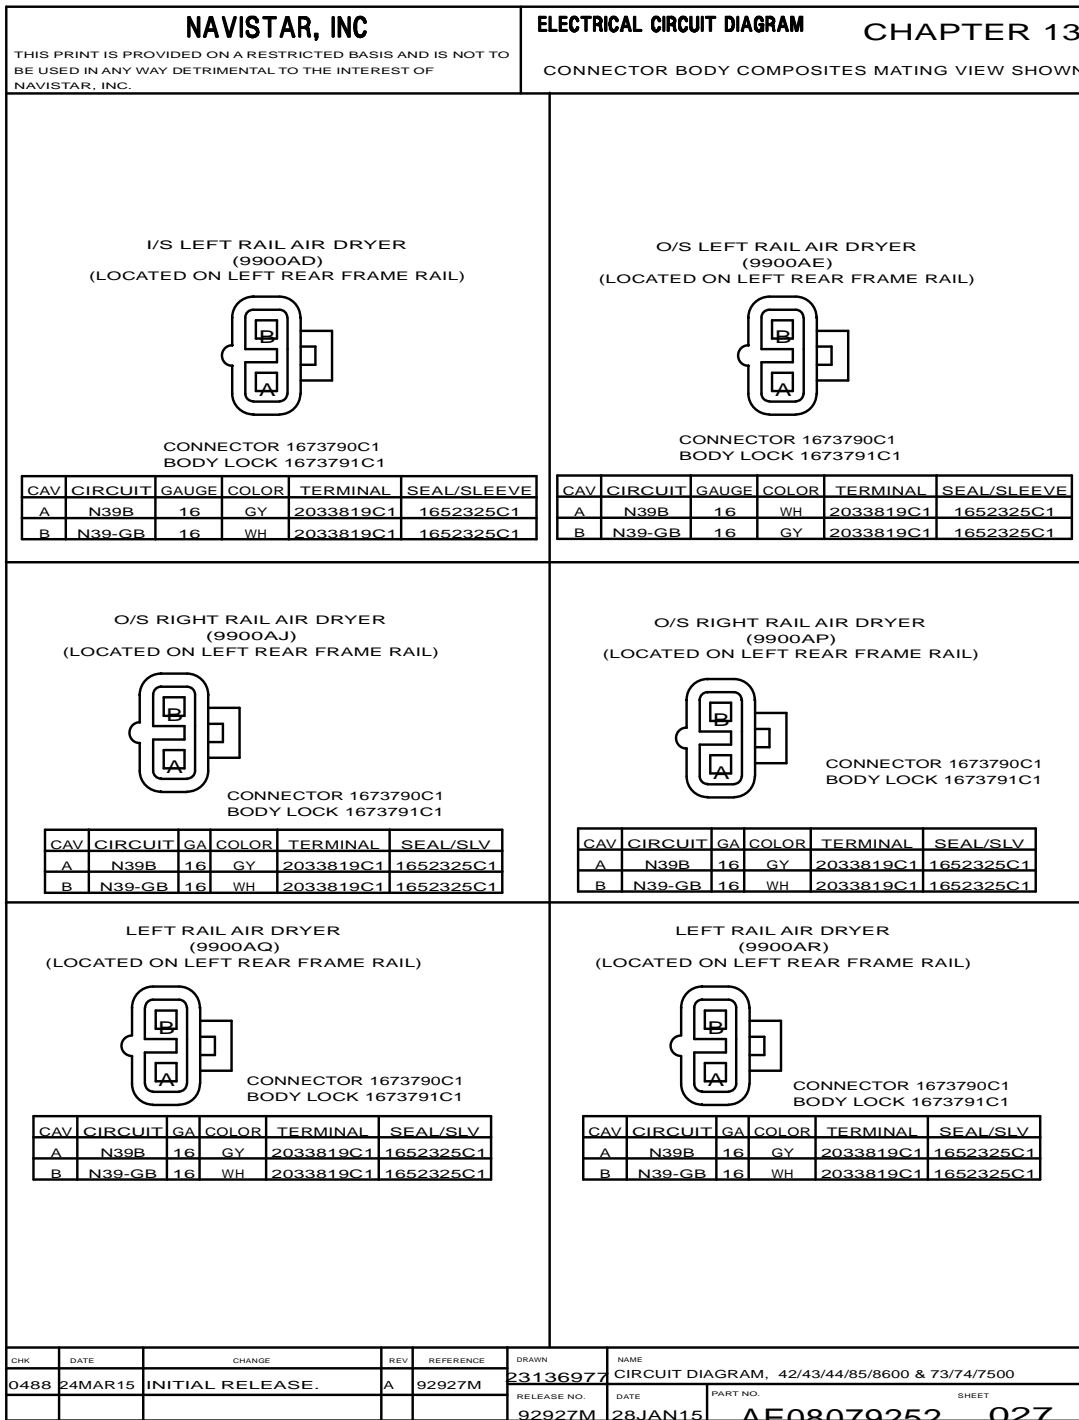 NAVISTAR, INC
THIS PRINT IS PROVIDED ON A RESTRICTED BASIS AND IS NOT TO
BE USED IN ANY WAY DETRIMENTAL TO THE INTEREST OF
NAVISTAR, INC.
ELECTRICAL CIRCUIT DIAGRAM
CHAPTER 13
CONNECTOR BODY COMPOSITES MATING VIEW SHOWN
I/S LEFT RAIL AIR DRYER
(9900AD)
(LOCATED ON LEFT REAR FRAME RAIL)
B
A
CONNECTOR 1673790C1
BODY LOCK 1673791C1
CAV CIRCUIT GAUGE COLOR TERMINAL SEAL/SLEEVE
A N39B 16 GY 2033819C1 1652325C1
B N39-GB 16 WH 2033819C1 1652325C1
O/S LEFT RAIL AIR DRYER
(9900AE)
(LOCATED ON LEFT REAR FRAME RAIL)
B
A
CONNECTOR 1673790C1
BODY LOCK 1673791C1
CAV CIRCUIT GAUGE COLOR TERMINAL SEAL/SLEEVE
A N39B 16 WH 2033819C1 1652325C1
B N39-GB 16 GY 2033819C1 1652325C1
O/S RIGHT RAIL AIR DRYER
(9900AJ)
(LOCATED ON LEFT REAR FRAME RAIL)
B
A
CONNECTOR 1673790C1
BODY LOCK 1673791C1
CAV CIRCUIT GA COLOR TERMINAL SEAL/SLV
A N39B 16 GY 2033819C1 1652325C1
B N39-GB 16 WH 2033819C1 1652325C1
O/S RIGHT RAIL AIR DRYER
(9900AP)
(LOCATED ON LEFT REAR FRAME RAIL)
B
A
CONNECTOR 1673790C1
BODY LOCK 1673791C1
CAV CIRCUIT GA COLOR TERMINAL SEAL/SLV
A N39B 16 GY 2033819C1 1652325C1
B N39-GB 16 WH 2033819C1 1652325C1
LEFT RAIL AIR DRYER
(9900AQ)
(LOCATED ON LEFT REAR FRAME RAIL)
B
A
CONNECTOR 1673790C1
BODY LOCK 1673791C1
CAV CIRCUIT GA COLOR TERMINAL SEAL/SLV
A N39B 16 GY 2033819C1 1652325C1
B N39-GB 16 WH 2033819C1 1652325C1
LEFT RAIL AIR DRYER
(9900AR)
(LOCATED ON LEFT REAR FRAME RAIL)
B
A
CONNECTOR 1673790C1
BODY LOCK 1673791C1
CAV CIRCUIT GA COLOR TERMINAL SEAL/SLV
A N39B 16 GY 2033819C1 1652325C1
B N39-GB 16 WH 2033819C1 1652325C1
CHK DATE CHANGE REV REFERENCE
0488 24MAR15 INITIAL RELEASE. A 92927M
DRAWN
23136977
NAME
CIRCUIT DIAGRAM, 42/43/44/85/8600 & 73/74/7500
RELEASE NO. DATE PART NO. SHEET
92927M 28JAN15 AE08079252 027